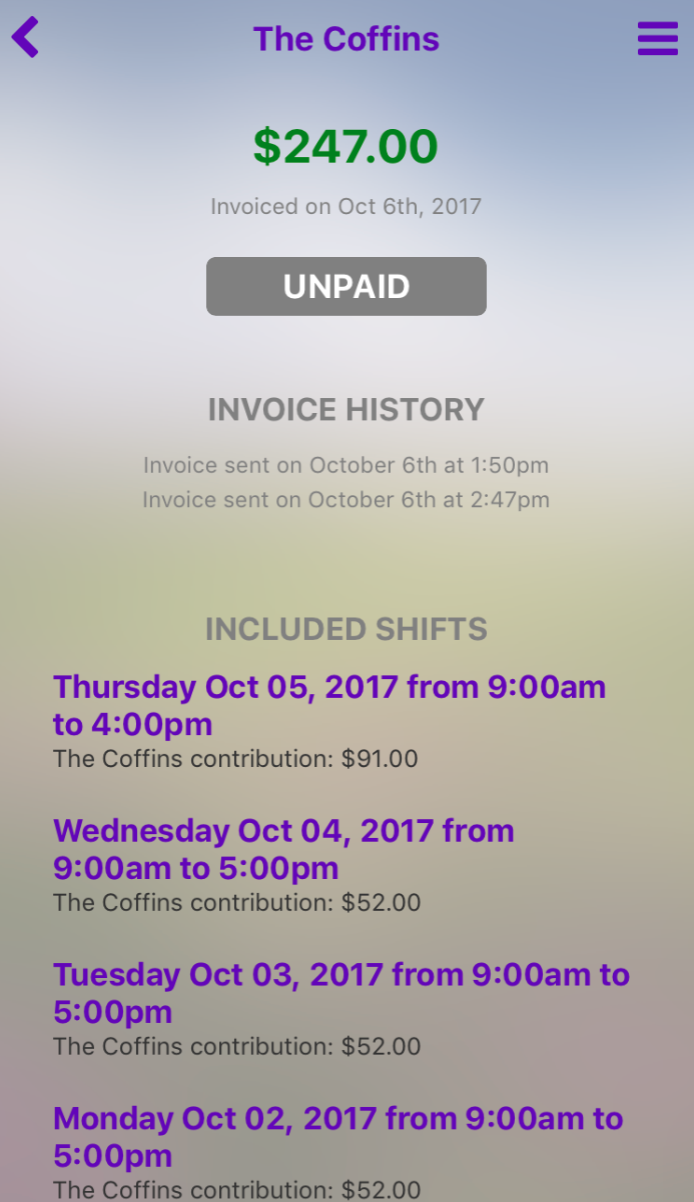 The Coffins
$247.00
Invoiced on Oct 6th, 2017
UNPAID
INVOICE HISTORY
Invoice sent on October 6th at 1:50pm
Invoice sent on October 6th at 2:47pm
INCLUDED SHIFTS
Thursday Oct 05, 2017 from 9:00am
to 4:00pm
The Coffins contribution: $91.00
Wednesday Oct 04, 2017 from
9:00am to 5:00pm
The Coffins contribution: $52.00
Tuesday Oct 03, 2017 from 9:00am to
5:00pm
The Coffins contribution: $52.00
Monday Oct 02, 2017 from 9:00am to
5:00pm
The Coffins contribution: $52.00